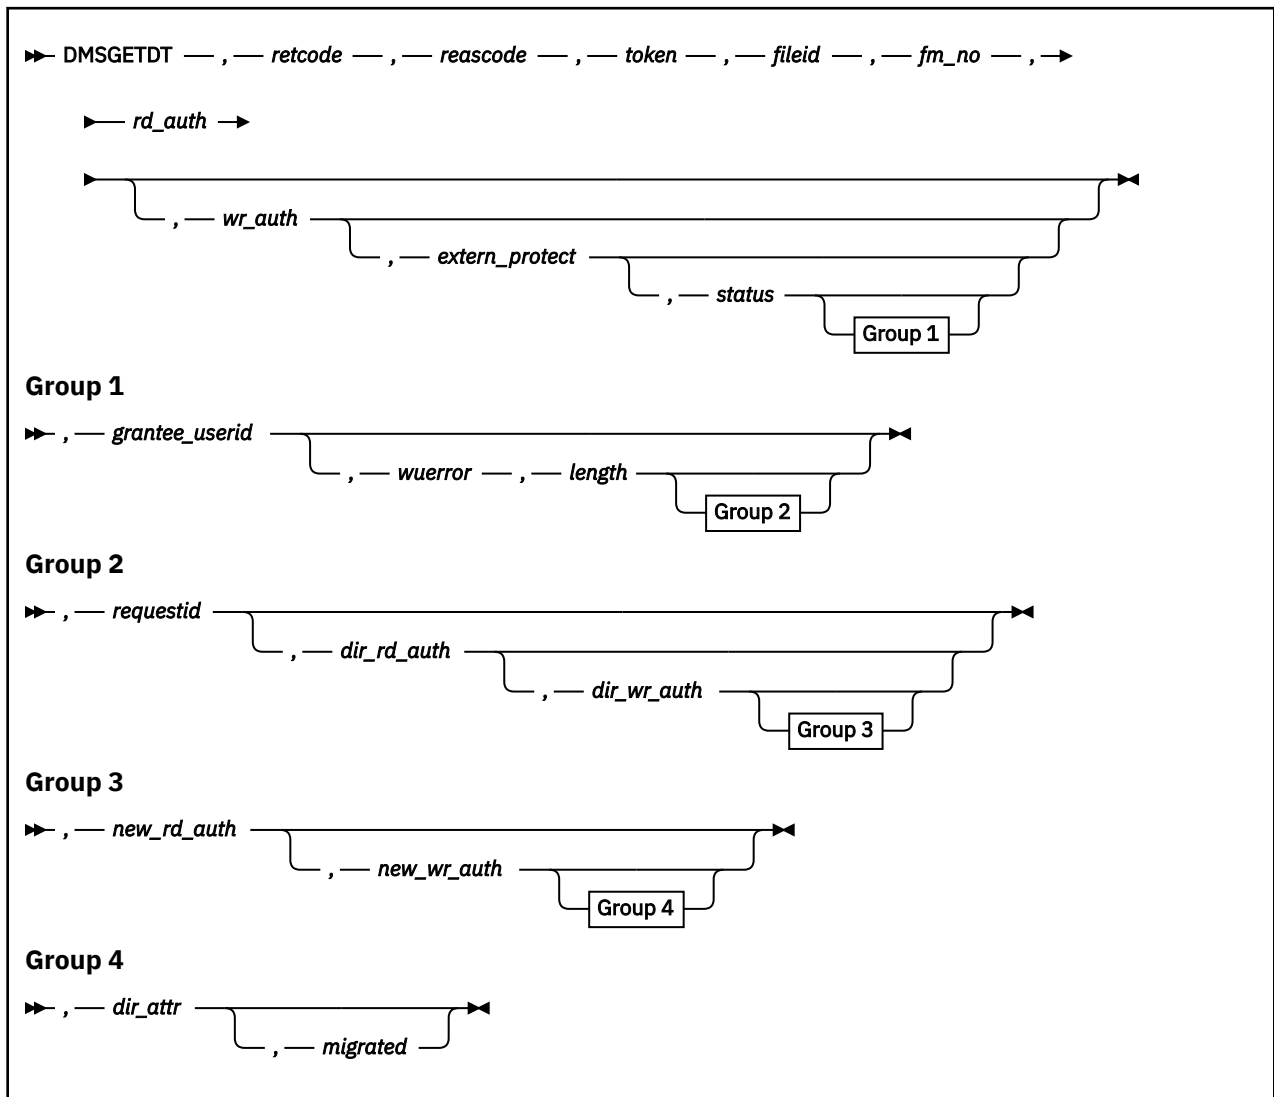 DMSGETDT , retcode , reascode , token , fileid , fm_no ,
rd_auth
, wr_auth
, extern_protect
, status
Group 1
Group 1
, grantee_userid
, wuerror , length
Group 2
Group 2
, requestid
, dir_rd_auth
, dir_wr_auth
Group 3
Group 3
, new_rd_auth
, new_wr_auth
Group 4
Group 4
, dir_attr
, migrated